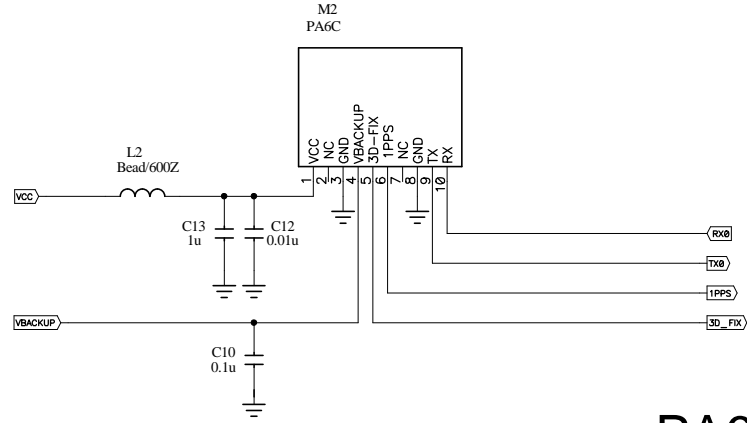 M2
PA6C
VCC
NC
GND
VBACKUP
3D-FIX
1PPS
NC
GND
TX
RX
1
2
3
4
5
6
7
8
9
10
L2
Bead/600Z
VCC
C13
1u
C12
0.01u
RX0
TX0
1PPS
VBACKUP
3D_FIX
C10
0.1u